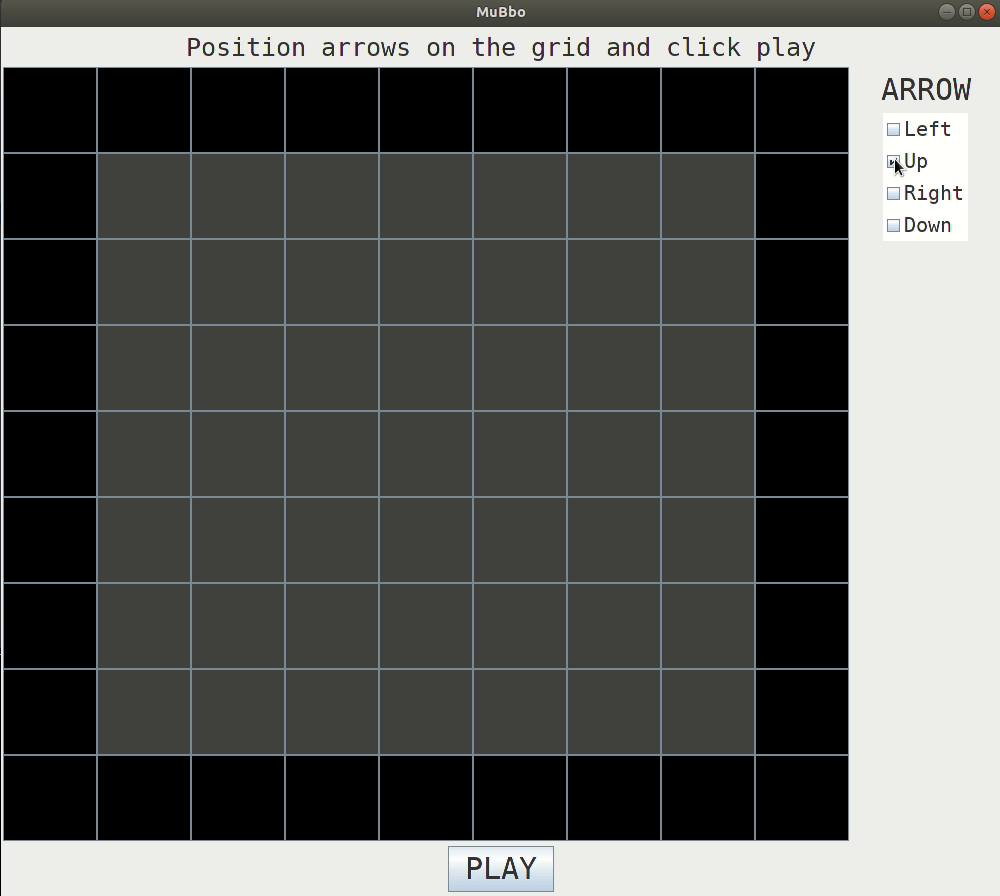 MuBbo
Position arrows on the grid and click play
ARROW
Left
Up
Right
Down
PLAY